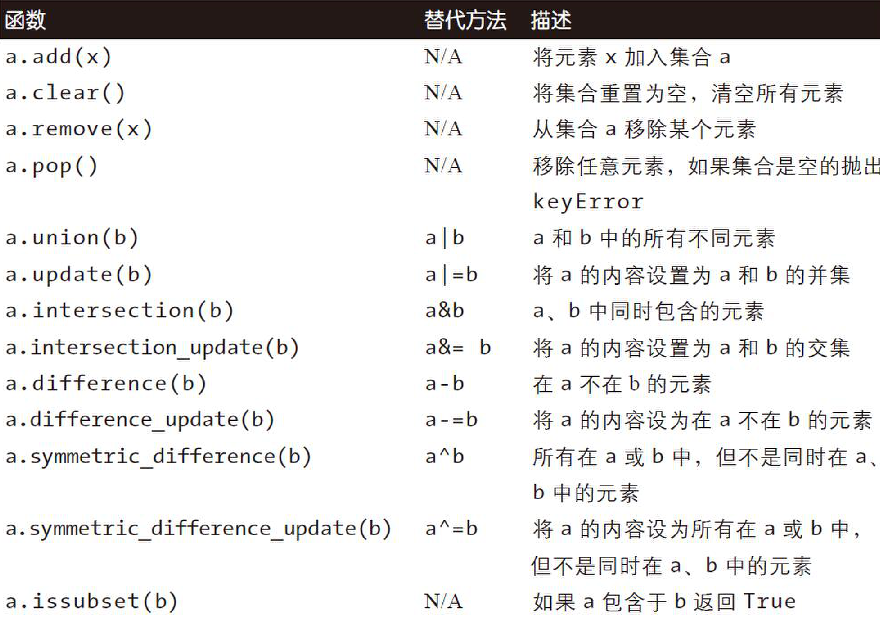 函数 替代方法 描述
a.add(x) N/A 将元素 x 加入集合 a
a.clear() N/A 将集合重置为空，清空所有元素
a.remove(x) N/A 从集合 a 移除某个元素
a.pop() N/A 移除任意元素，如果集合是空的抛出
keyError
a.union(b) a|b a 和 b 中的所有不同元素
a.update(b) a|=b 将 a 的内容设置为 a 和 b 的并集
a.intersection(b) a&b a、b 中同时包含的元素
a.intersection_update(b) a&= b 将 a 的内容设置为 a 和 b 的交集
a.difference(b) a-b 在 a 不在 b 的元素
a.difference_update(b) a-=b 将 a 的内容设为在 a 不在 b 的元素
a.symmetric_difference(b) a^b 所有在 a 或 b 中，但不是同时在 a、
b 中的元素
a.symmetric_difference_update(b) a^=b 将 a 的内容设为所有在 a 或 b 中，
但不是同时在 a、b 中的元素
a.issubset(b) N/A 如果 a 包含于 b 返回 True